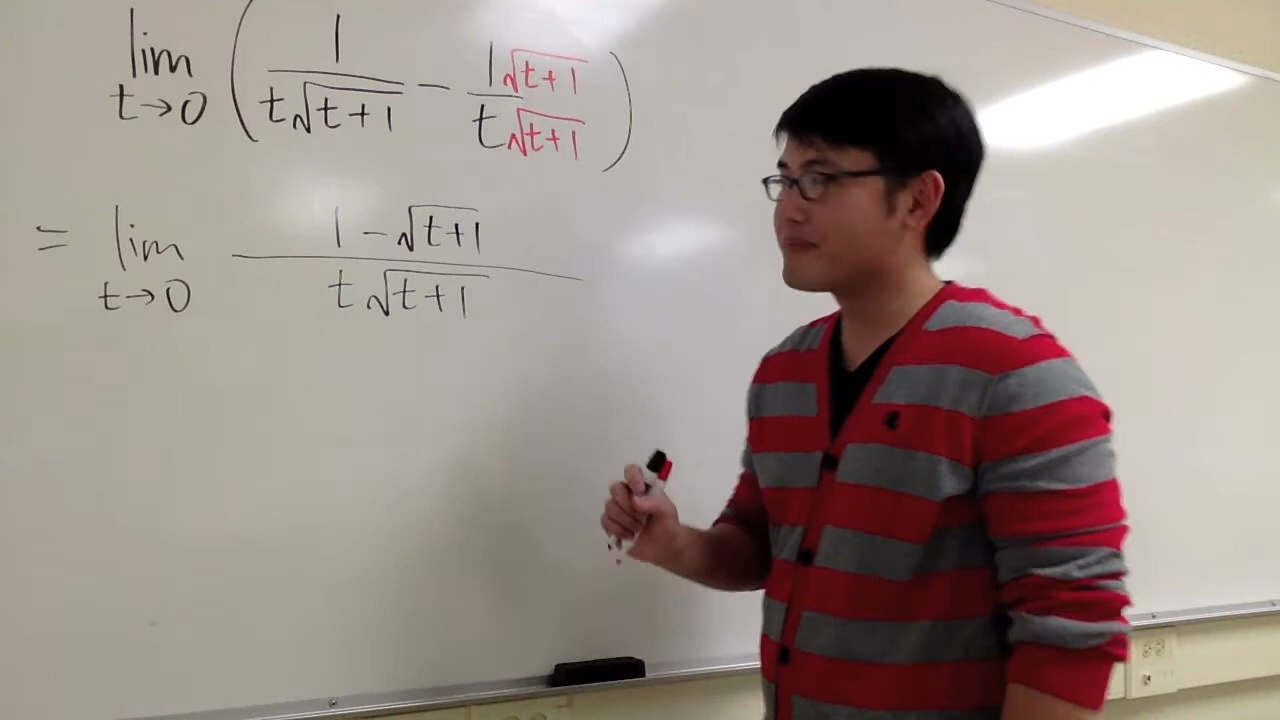 lim t→0 ( 1 / t√t+1 − 1√t+1 / t√t+1 )
= lim t→0 1 − √t+1 / t√t+1